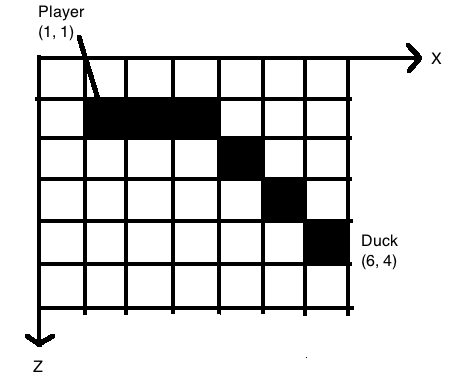 Player
(1, 1)
X
Duck
(6, 4)
Z